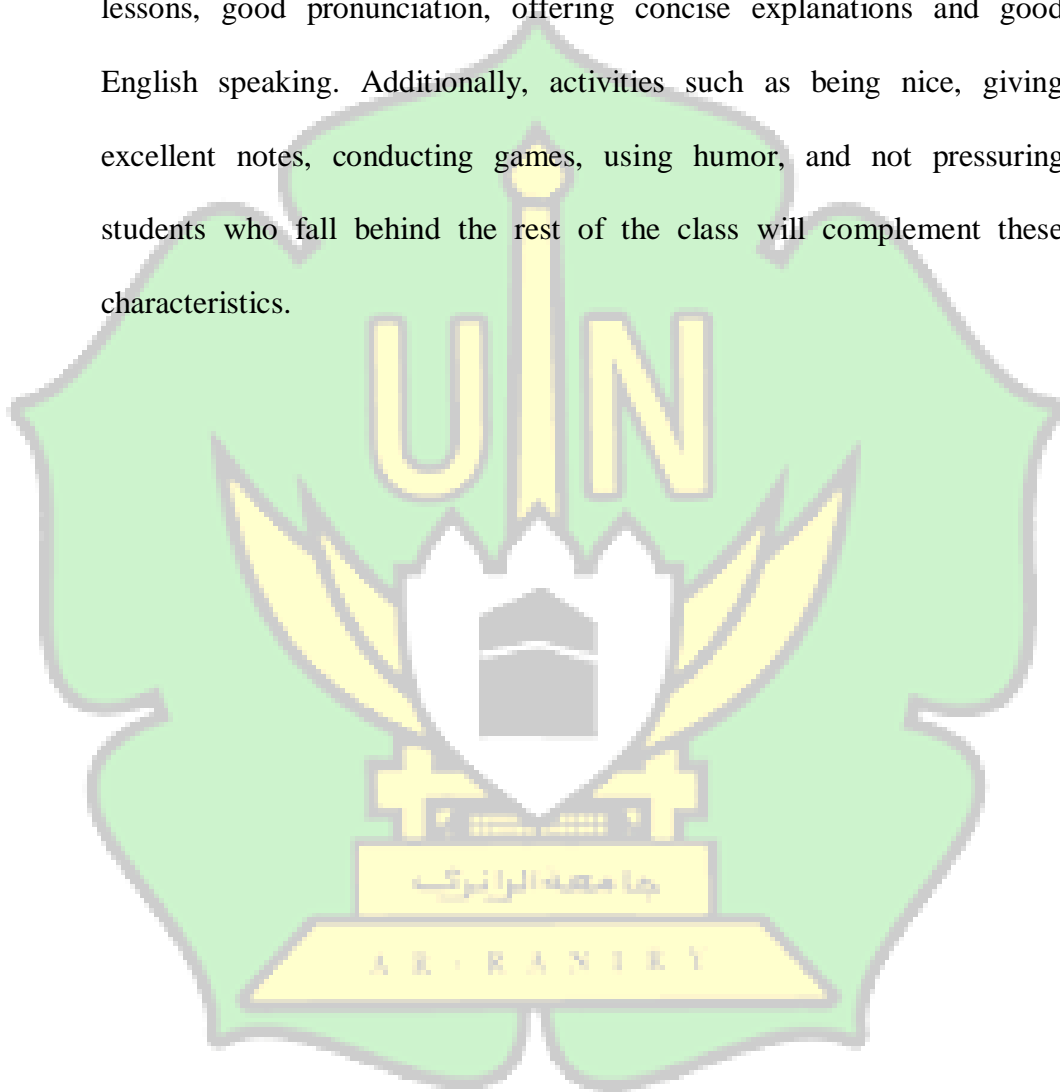 lessons, good pronunciation, offering concise explanations and good
English speaking. Additionally, activities such as being nice, giving
excellent notes, conducting games, using humor, and not pressuring
students who fall behind the rest of the class will complement these
characteristics.
U N
جامعة الرانري
A R - R A N I R Y